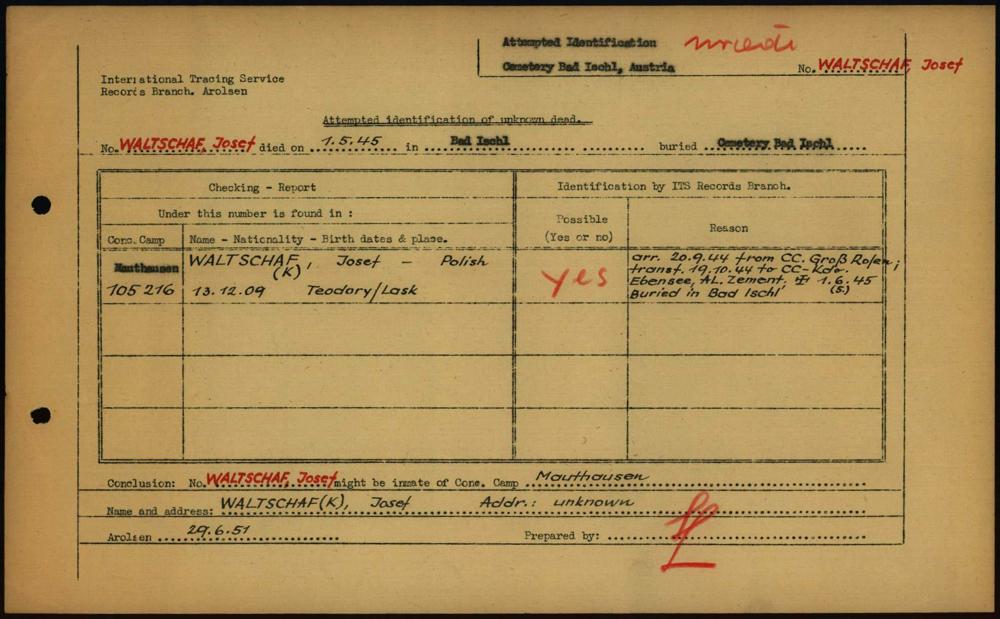 Attempted Identification
Cemetery Bad Ischl, Austria
No. WALTSCHAF, Josef
International Tracing Service
Records Branch. Arolsen
Attempted identification of unknown dead.
No. WALTSCHAF, Josef died on 1.5.45 in Bad Ischl buried Cemetery Bad Ischl
Checking - Report
Identification by ITS Records Branch.
Under this number is found in :
Possible
(Yes or no)
Reason
Conc. Camp
Name - Nationality - Birth dates & place.
Mauthausen
105 216
WALTSCHAF, Josef - Polish
(K)
13.12.09 Teodory/Lask
yes
arr. 20.9.44 from CC. Groß Rosen;
transf. 19.10.44 to CC-Kdo.
Ebensee, AL. Zement, 1.6.45
(5.)
Buried in Bad Ischl
Conclusion: No. WALTSCHAF, Josef might be inmate of Conc. Camp Mauthausen
Name and address: WALTSCHAF(K), Josef Addr.: unknown
Arolsen 29.6.51
Prepared by: